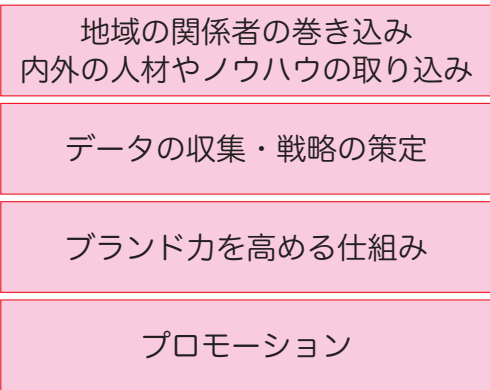 地域の関係者の巻き込み
内外の人材やノウハウの取り込み
データの収集・戦略の策定
ブランド力を高める仕組み
プロモーション